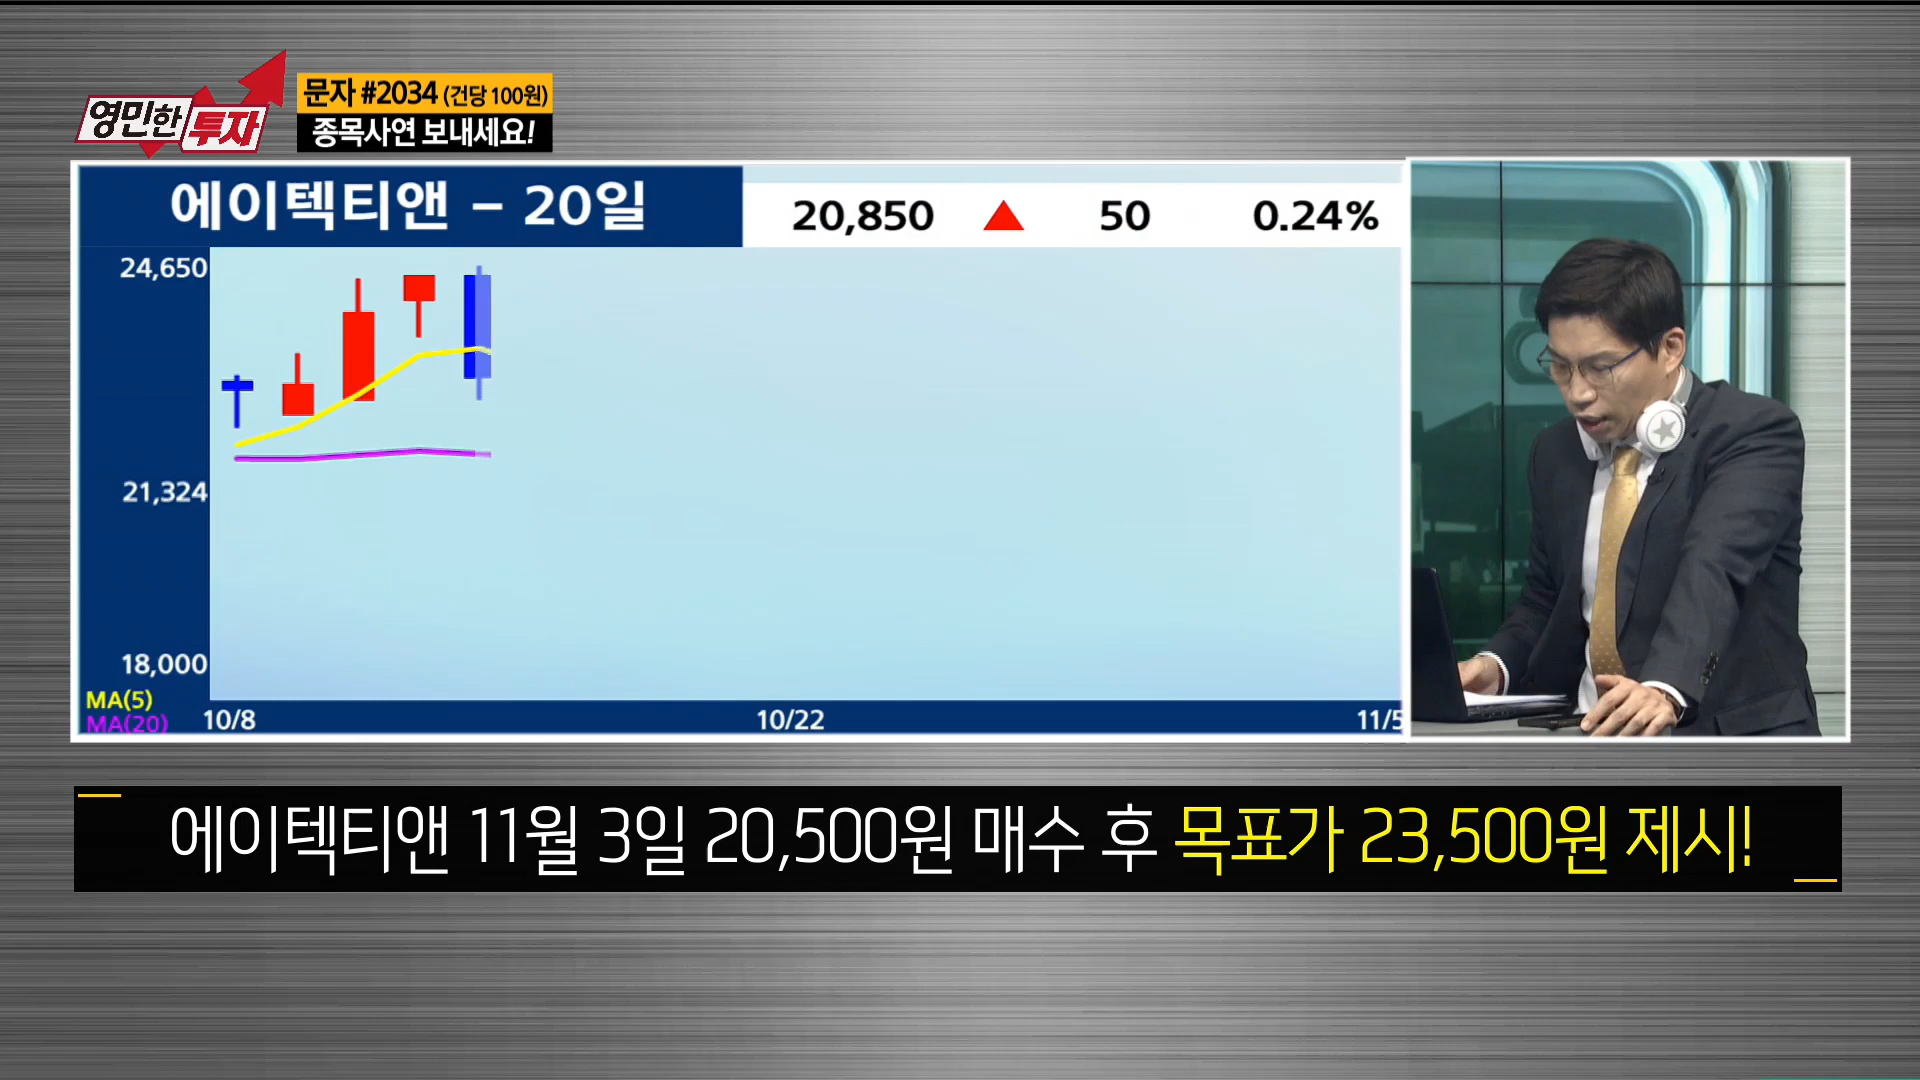 영민한
투자
문자 #2034 (건당 100원)
종목사연 보내세요!
에이텍티앤 - 20일
20,850 ▲ 50 0.24%
24,650
21,324
18,000
MA(5)
MA(20)
10/8 10/22 11/5
에이텍티앤 11월 3일 20,500원 매수 후 목표가 23,500원 제시!